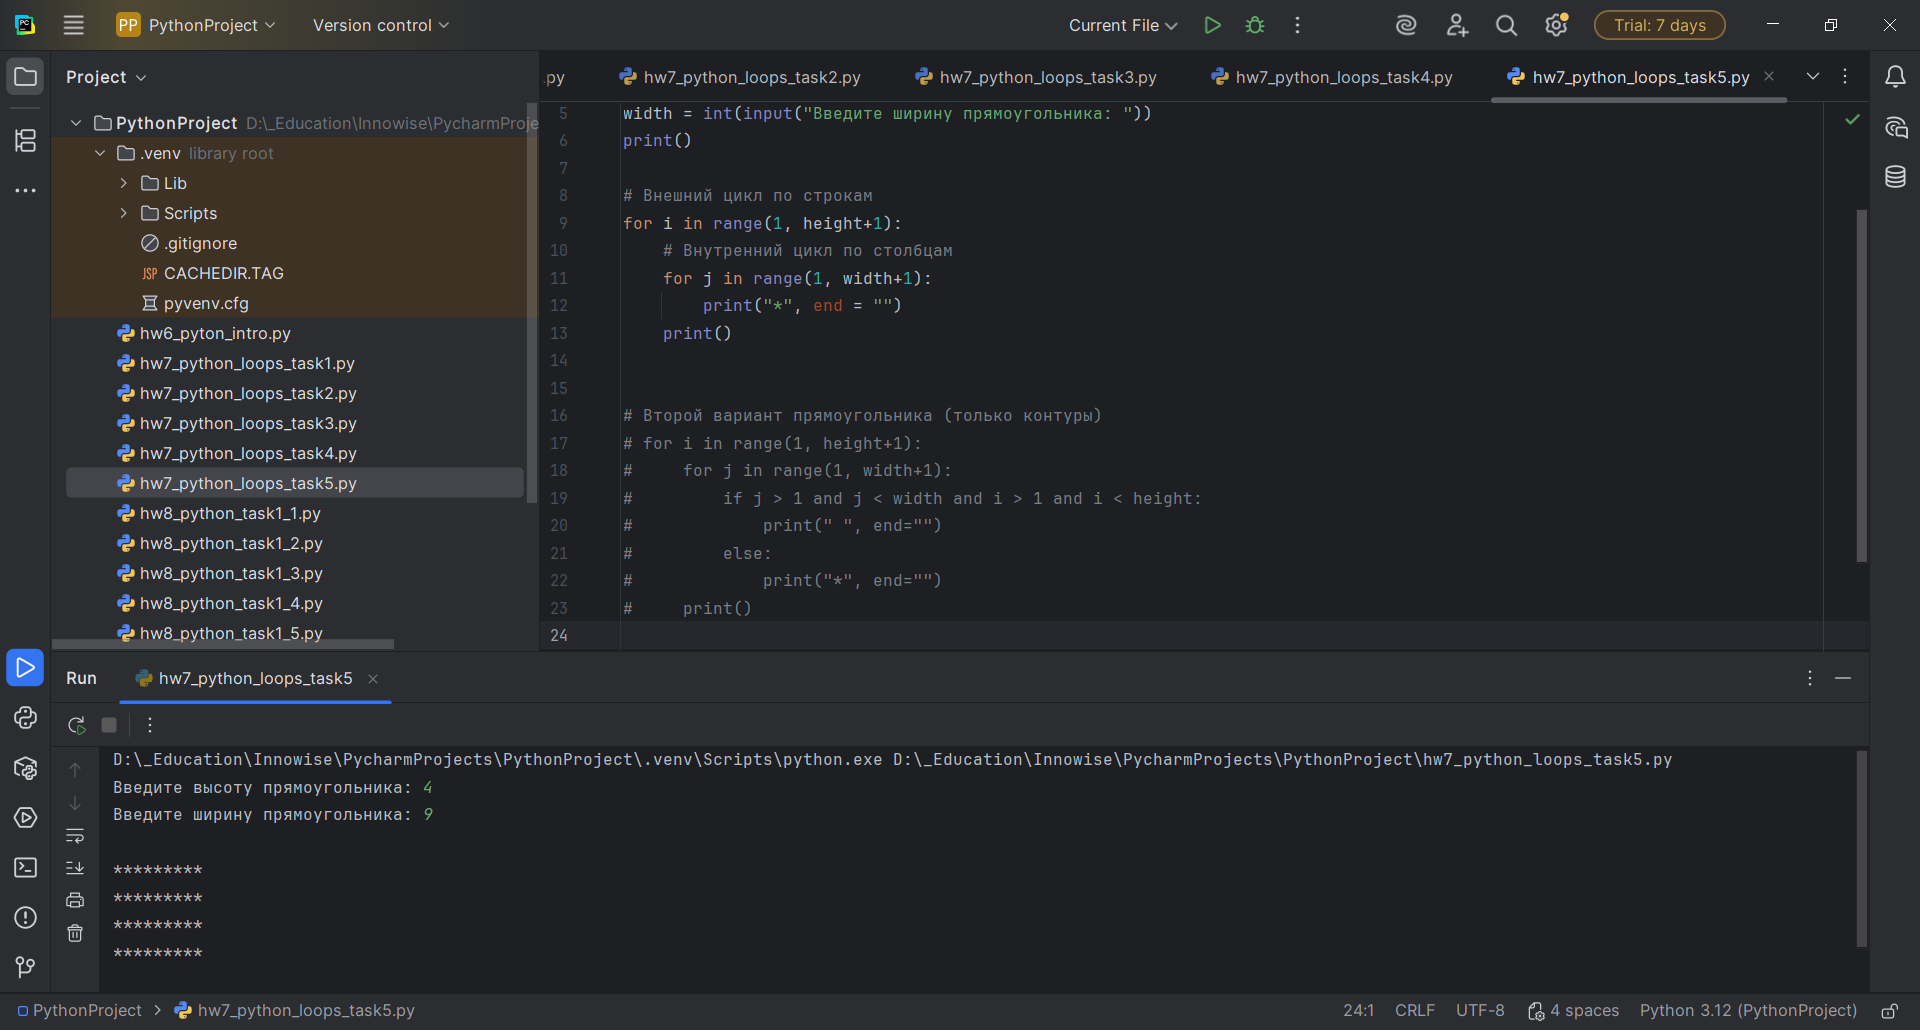 PC
PP PythonProject Version control Current File Trial: 7 days
Project
.py hw7_python_loops_task2.py hw7_python_loops_task3.py hw7_python_loops_task4.py hw7_python_loops_task5.py
PythonProject D:\_Education\Innowise\PycharmProje
.venv library root
Lib
Scripts
.gitignore
JSP CACHEDIR.TAG
pyvenv.cfg
hw6_pyton_intro.py
hw7_python_loops_task1.py
hw7_python_loops_task2.py
hw7_python_loops_task3.py
hw7_python_loops_task4.py
hw7_python_loops_task5.py
hw8_python_task1_1.py
hw8_python_task1_2.py
hw8_python_task1_3.py
hw8_python_task1_4.py
hw8_python_task1_5.py
5 width = int(input("Введите ширину прямоугольника: "))
6 print()
7
8 # Внешний цикл по строкам
9 for i in range(1, height+1):
10     # Внутренний цикл по столбцам
11     for j in range(1, width+1):
12         print("*", end = "")
13     print()
14
15
16 # Второй вариант прямоугольника (только контуры)
17 # for i in range(1, height+1):
18 #     for j in range(1, width+1):
19 #         if j > 1 and j < width and i > 1 and i < height:
20 #             print(" ", end="")
21 #         else:
22 #             print("*", end="")
23 #     print()
24
Run hw7_python_loops_task5
D:\_Education\Innowise\PycharmProjects\PythonProject\.venv\Scripts\python.exe D:\_Education\Innowise\PycharmProjects\PythonProject\hw7_python_loops_task5.py
Введите высоту прямоугольника: 4
Введите ширину прямоугольника: 9
*********
*********
*********
*********
PythonProject > hw7_python_loops_task5.py 24:1 CRLF UTF-8 4 spaces Python 3.12 (PythonProject)